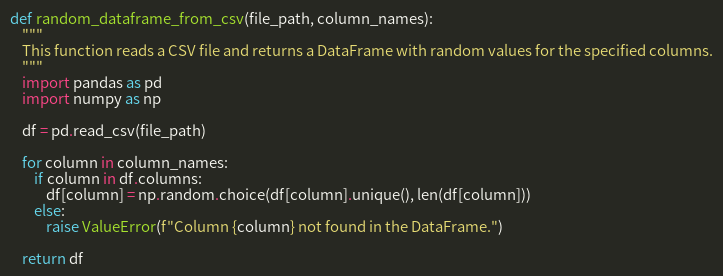 def random_dataframe_from_csv(file_path, column_names):
    """
    This function reads a CSV file and returns a DataFrame with random values for the specified columns.
    """
    import pandas as pd
    import numpy as np

    df = pd.read_csv(file_path)

    for column in column_names:
        if column in df.columns:
            df[column] = np.random.choice(df[column].unique(), len(df[column]))
        else:
            raise ValueError(f"Column {column} not found in the DataFrame.")

    return df